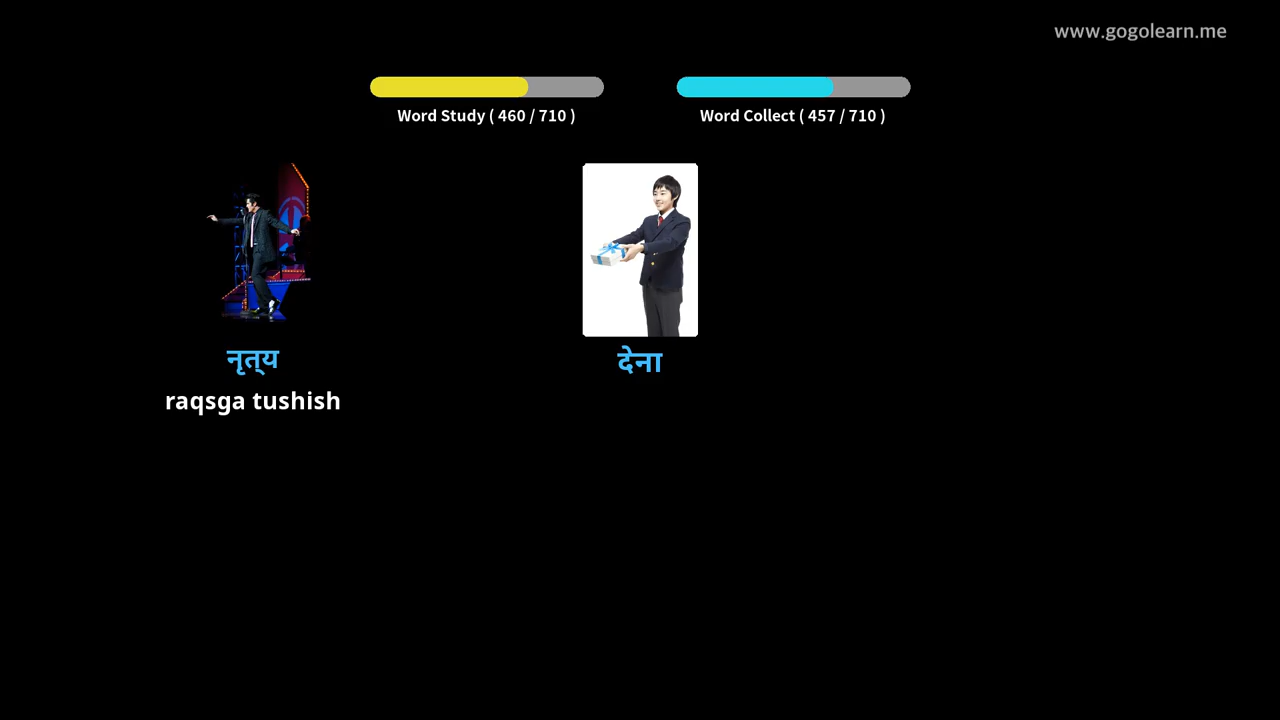 www.gogolearn.me
Word Study ( 460 / 710 )
Word Collect ( 457 / 710 )
नृत्य
देना
raqsga tushish